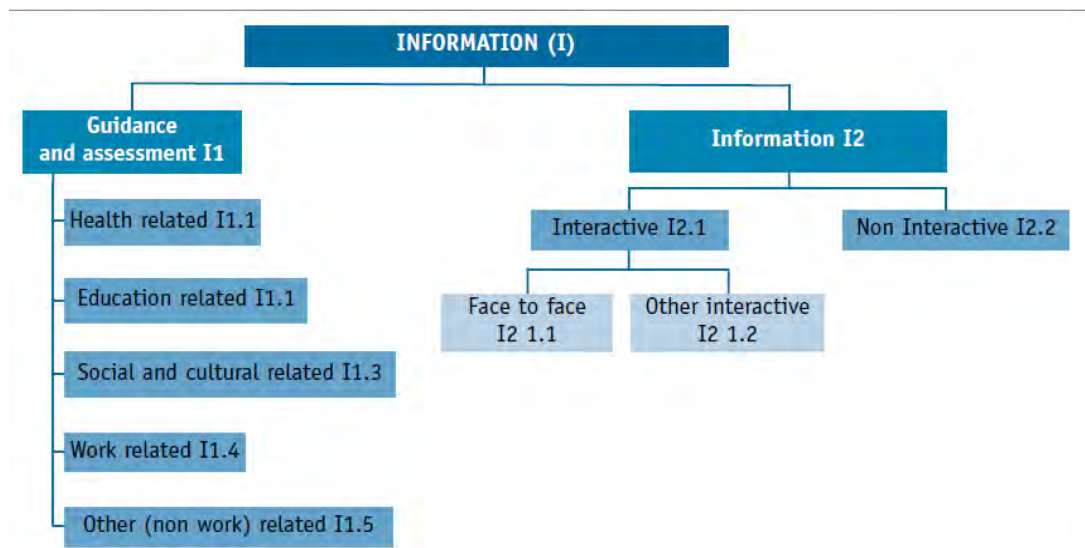 INFORMATION (I)
Guidance
and assessment I1
Health related I1.1
Education related I1.1
Social and cultural related I1.3
Work related I1.4
Other (non work) related I1.5
Information I2
Interactive I2.1
Non Interactive I2.2
Face to face
I2 1.1
Other interactive
I2 1.2